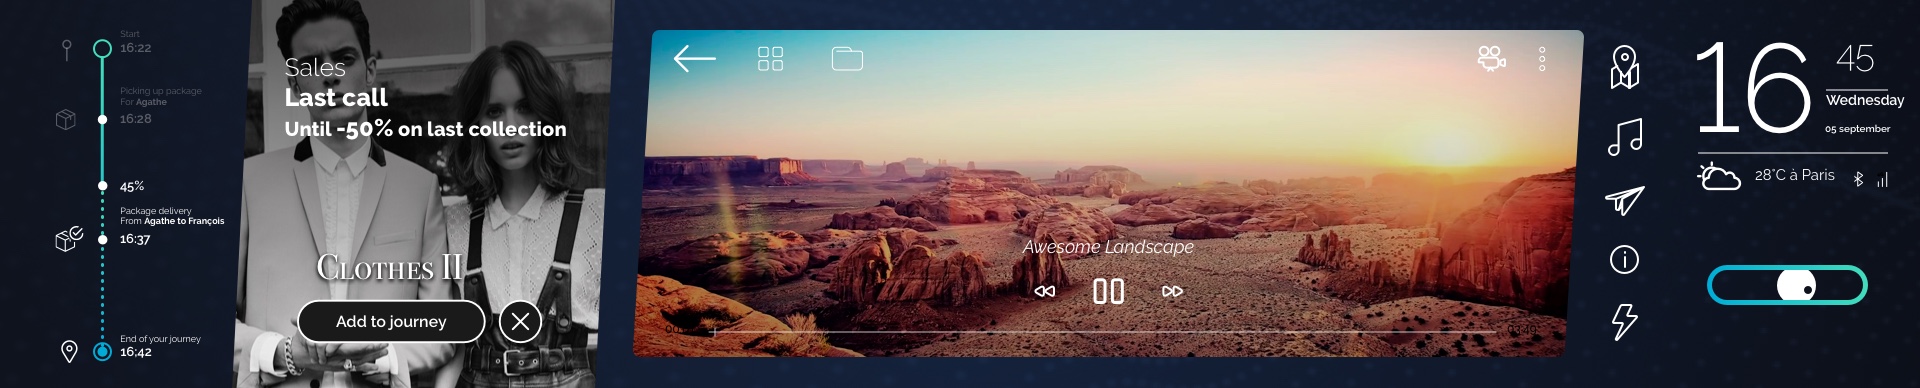 Start
16:22
Picking up package
For Agathe
16:28
45%
Package delivery
From Agathe to François
16:37
End of your journey
16:42
Sales
Last call
Until -50% on last collection
CLOTHES II
Add to journey
Awesome Landscape
03:49
16
45
Wednesday
05 september
28°C à Paris